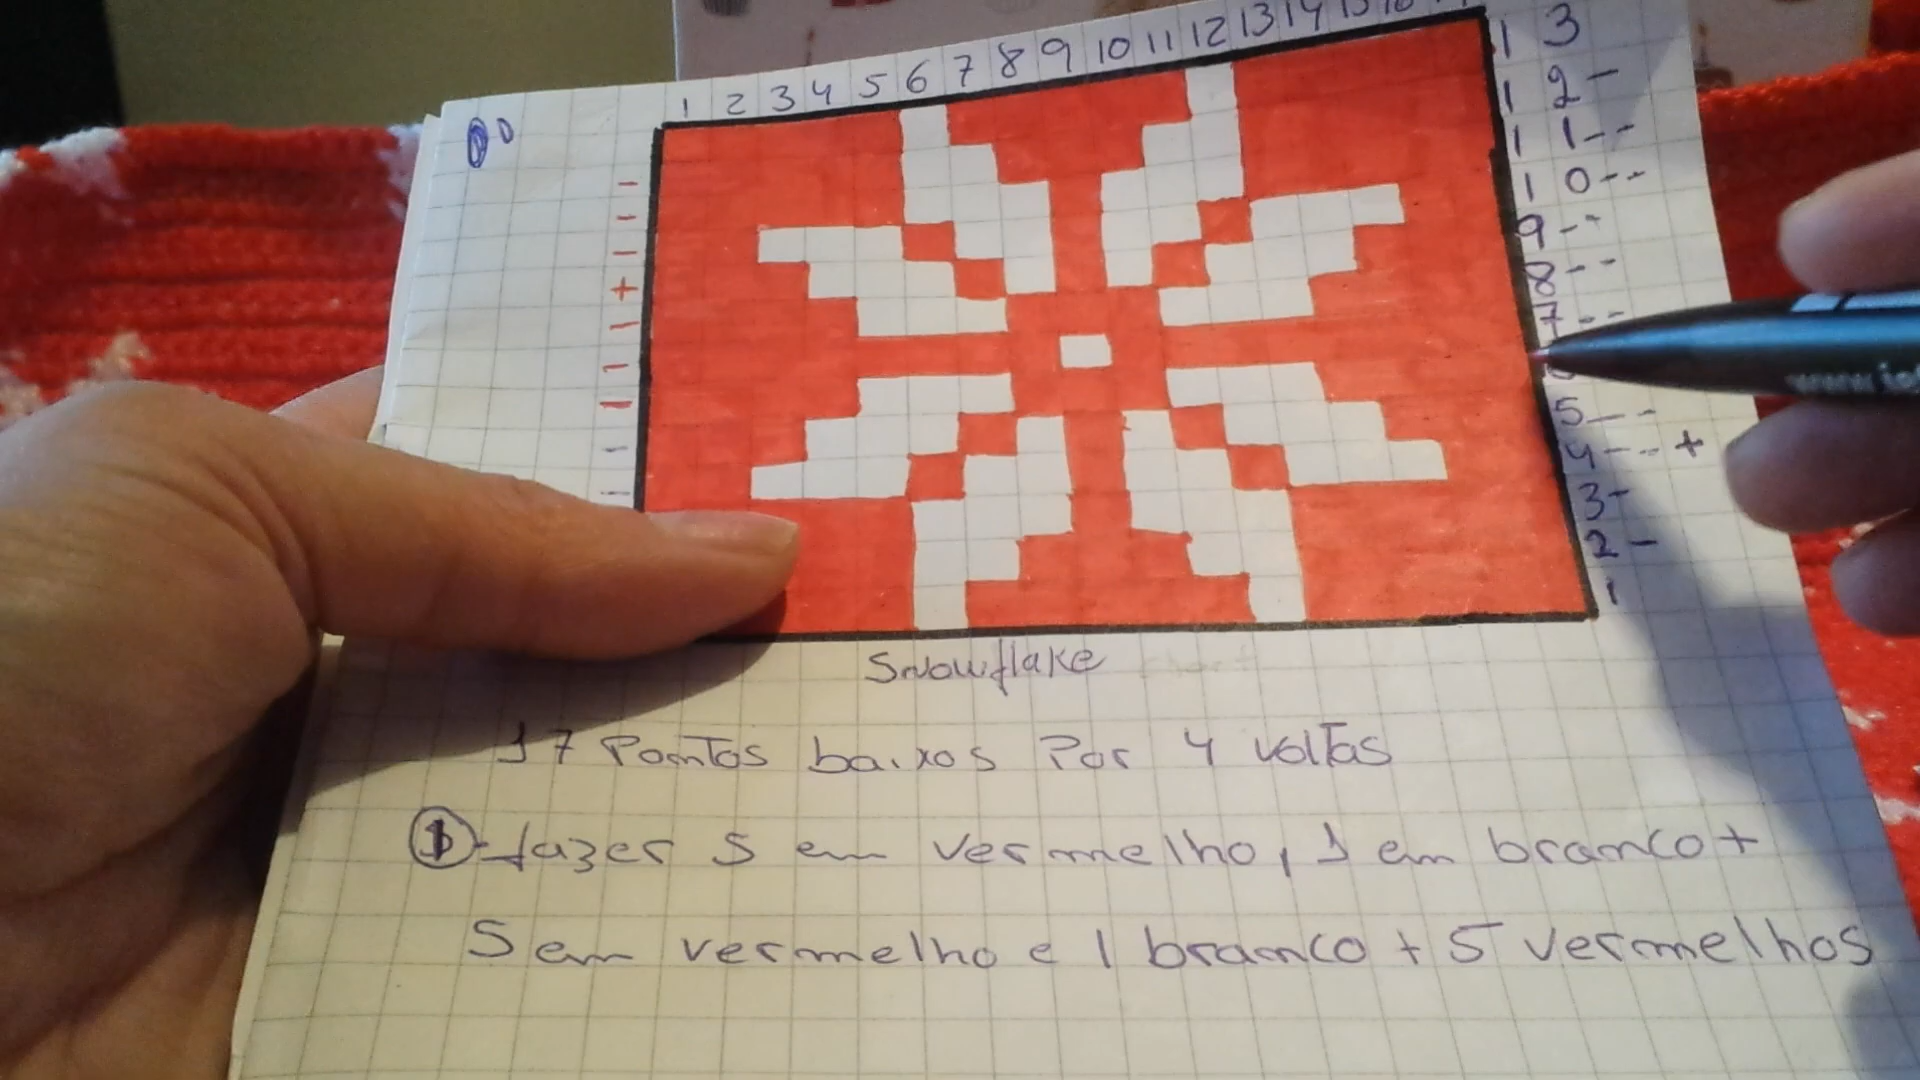 1 2 3 4 5 6 7 8 9 10 11 12 13 14 15 16
13
12 -
11 --
10 --
9 --
8 --
7 --
5 --
4 --- +
3 -
2 -
1
Snowflake
17 Pontos baixos Por 4 voltas
1 - fazer 5 em vermelho, 1 em branco +
5 em vermelho e 1 branco + 5 vermelhos